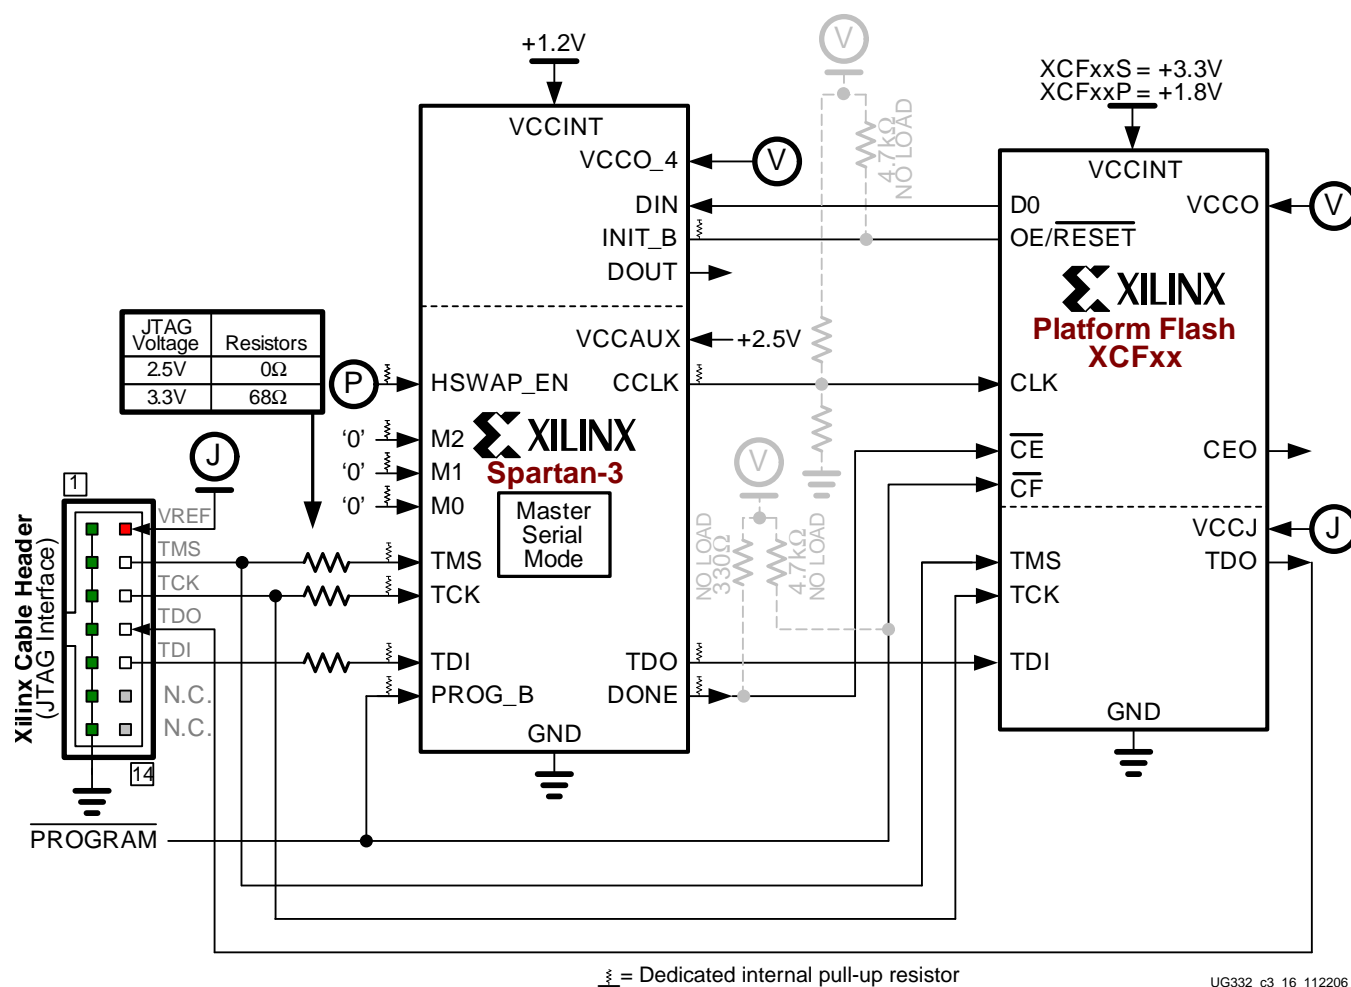 +1.2V
V
XCFxxS = +3.3V
XCFxxP = +1.8V
VCCINT
VCCO_4
V
4.7kΩ
NO LOAD
VCCINT
DIN
D0
VCCO
V
INIT_B
OE/RESET
DOUT
XILINX
Platform Flash
XCFxx
JTAG
Voltage
Resistors
2.5V
0Ω
3.3V
68Ω
VCCAUX
+2.5V
P
HSWAP_EN
CCLK
CLK
'0'
M2
XILINX
Spartan-3
'0'
M1
'0'
M0
Master
Serial
Mode
J
V
CE
CEO
CF
1
VREF
VCCJ
J
TMS
TMS
TMS
TDO
TCK
TCK
TCK
NO LOAD
330Ω
4.7kΩ
NO LOAD
TDO
TDI
TDI
TDO
TDI
N.C.
PROG_B
DONE
N.C.
GND
GND
Xilinx Cable Header
(JTAG Interface)
14
PROGRAM
= Dedicated internal pull-up resistor
UG332_c3_16_112206